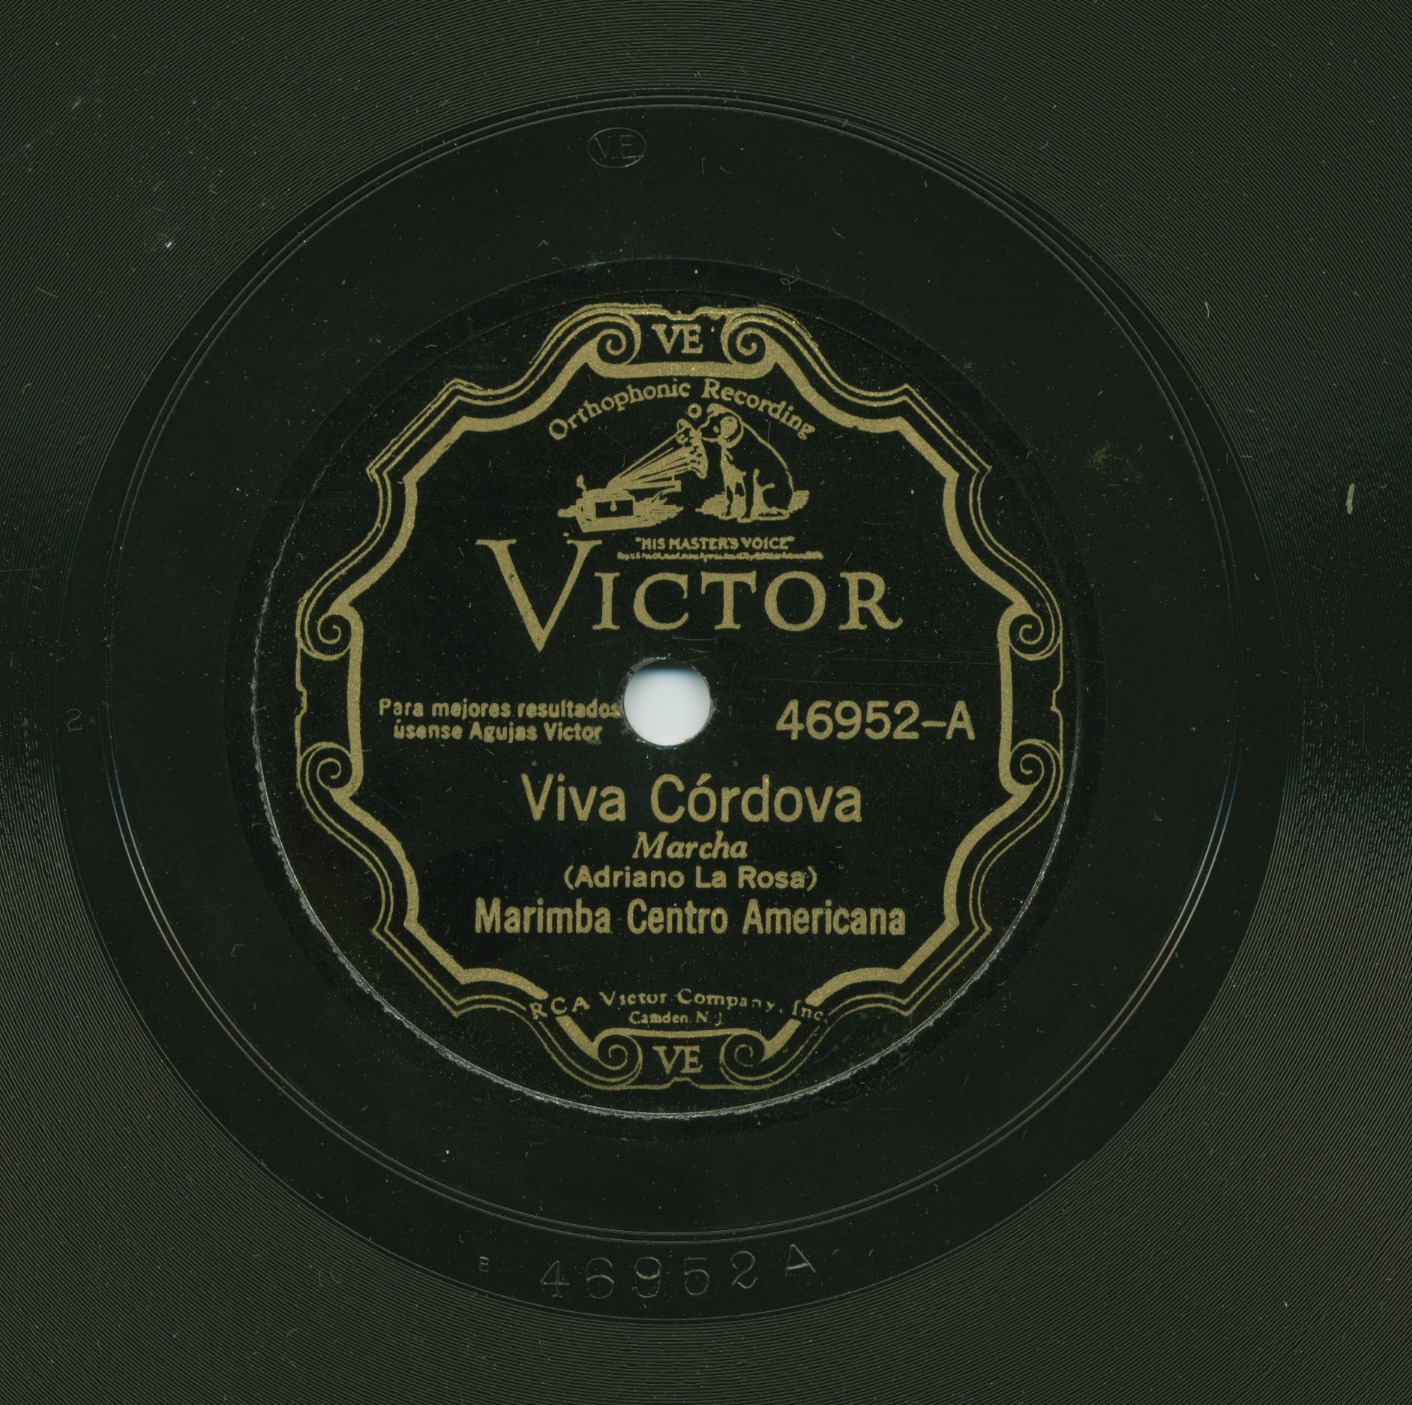 V.E.
VE
Orthophonic Recording
"HIS MASTER'S VOICE"
VICTOR
Para mejores resultados
úsense Agujas Victor
46952-A
Viva Córdova
Marcha
(Adriano La Rosa)
Marimba Centro Americana
RCA Victor Company, Inc.
Camden N.J.
VE
2
B 46952 A